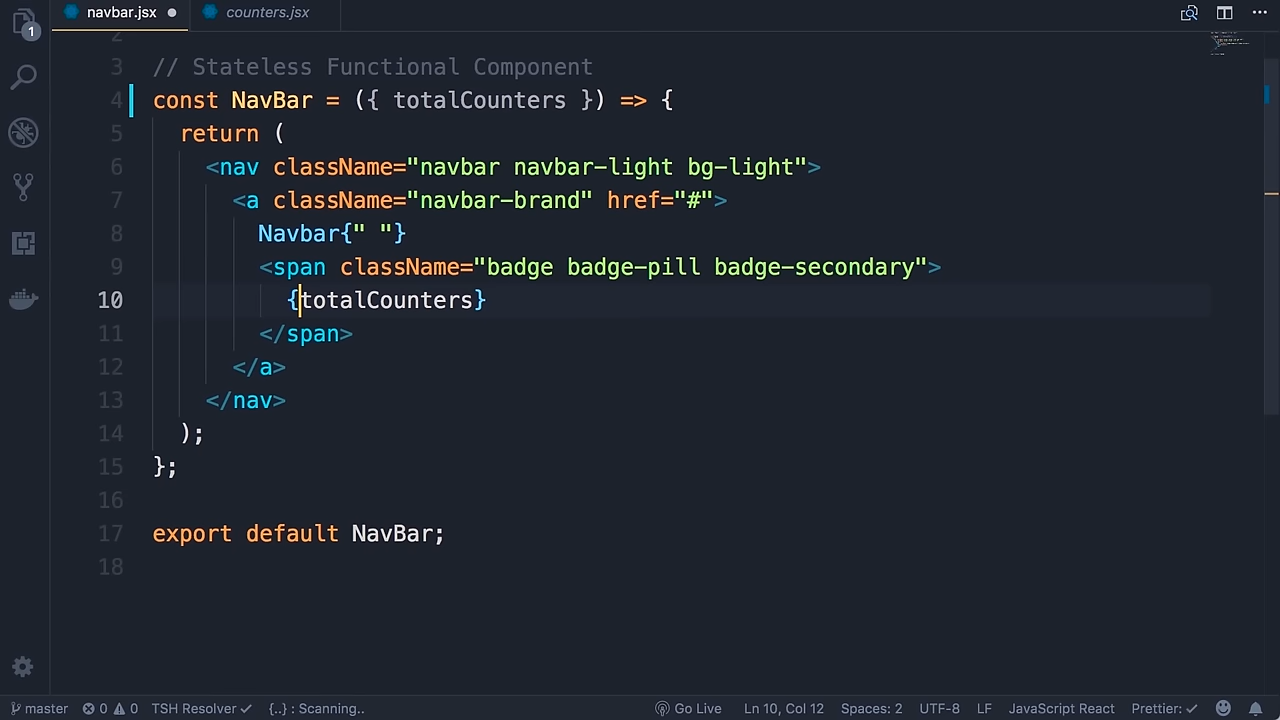 navbar.jsx
counters.jsx
1
2
3 // Stateless Functional Component
4 const NavBar = ({ totalCounters }) => {
5 return (
6 <nav className="navbar navbar-light bg-light">
7 <a className="navbar-brand" href="#">
8 Navbar{" "}
9 <span className="badge badge-pill badge-secondary">
10 {totalCounters}
11 </span>
12 </a>
13 </nav>
14 );
15 };
16
17 export default NavBar;
18
master 0 0 TSH Resolver {..} : Scanning.. Go Live Ln 10, Col 12 Spaces: 2 UTF-8 LF JavaScript React Prettier: